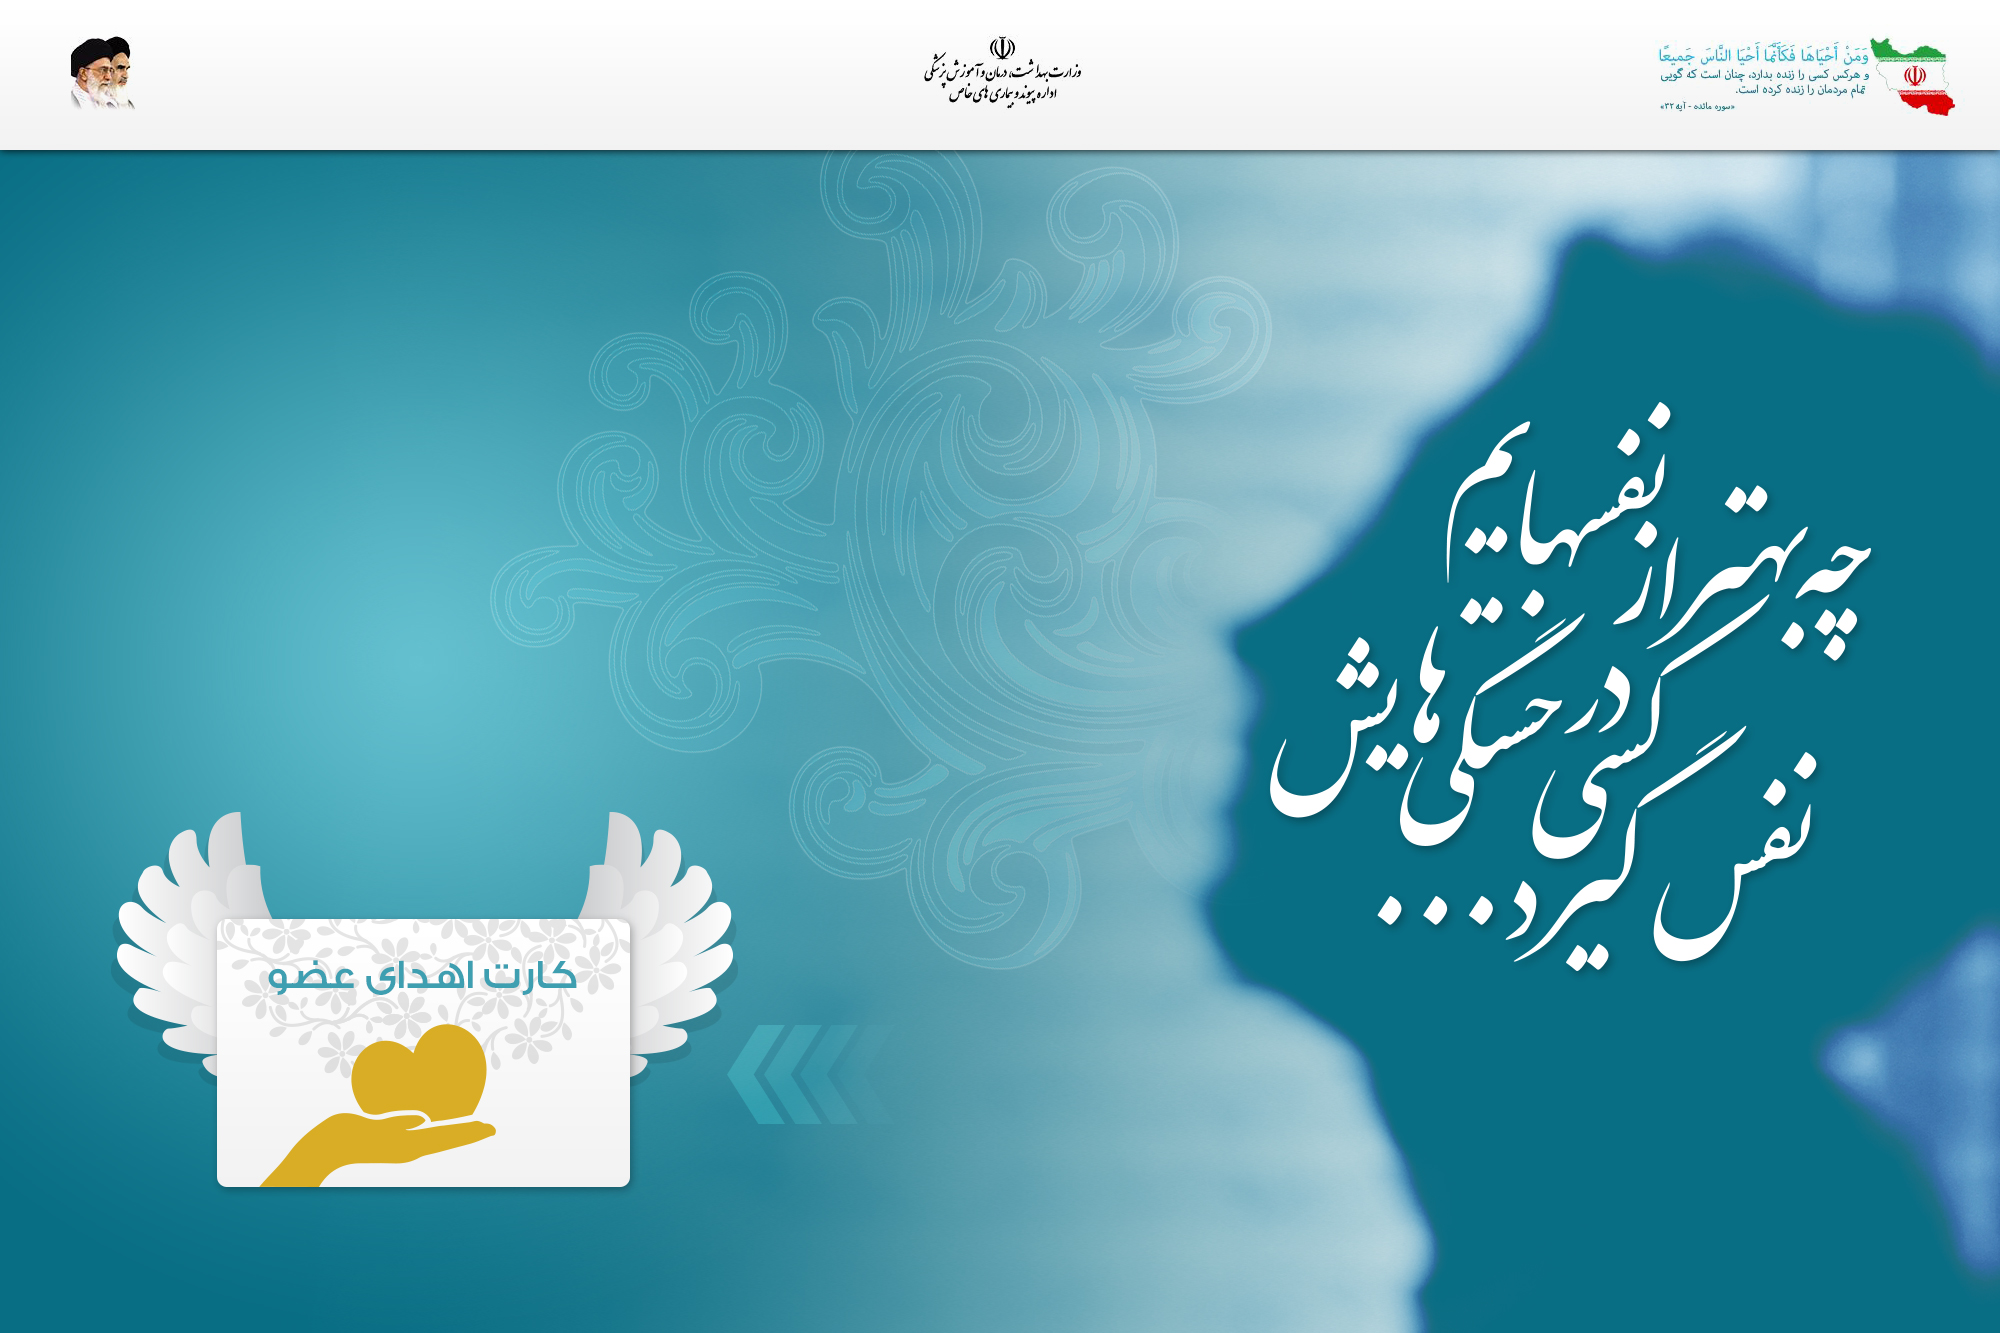 وَمَنْ أَحْيَاهَا فَكَأَنَّمَا أَحْيَا النَّاسَ جَمِيعًا
و هرکس کسی را زنده بدارد، چنان است که گویی
تمام مردمان را زنده کرده است.
«سوره مائده - آیه ۳۲»
وزارت بهداشت، درمان و آموزش پزشکی
اداره پیوند و بیماری های خاص
چه بهتر از نفسهایم
کسی در خستگی هایش
نفس گیرد...
کارت اهدای عضو